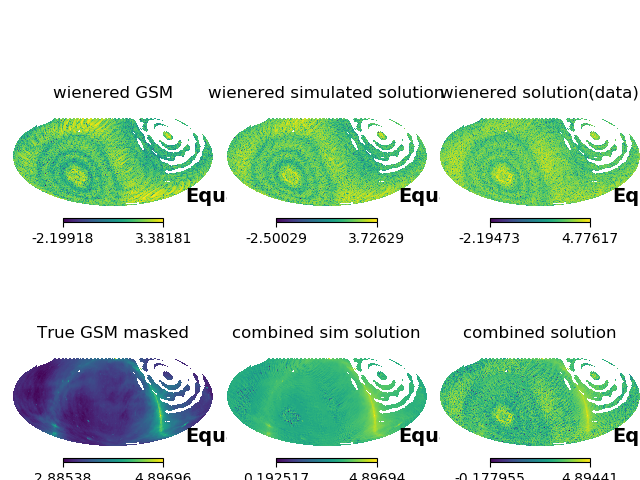 wienered GSM wienered simulated solution wienered solution(data)
Equ Equ Eq
-2.19918 3.38181 -2.50029 3.72629 -2.19473 4.77617
True GSM masked combined sim solution combined solution
Equ Equ Eq
2.88538 4.89696 0.192517 4.89694 -0.177955 4.89441